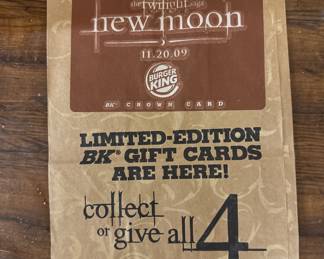 the twilight saga
new moon
11.20.09
BURGER
KING
BK® CROWN CARD
LIMITED-EDITION
BK® GIFT CARDS
ARE HERE!
collect
or give all 4